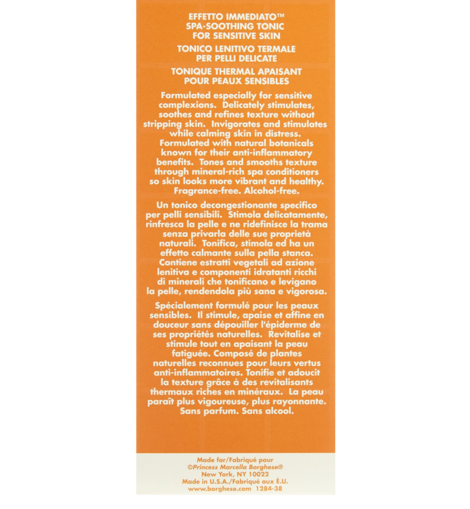 EFFETTO IMMEDIATO™
SPA-SOOTHING TONIC
FOR SENSITIVE SKIN
TONICO LENITIVO TERMALE
PER PELLI DELICATE
TONIQUE THERMAL APAISANT
POUR PEAUX SENSIBLES
Formulated especially for sensitive
complexions. Delicately stimulates,
soothes and refines texture without
stripping skin. Invigorates and stimulates
while calming skin in distress.
Formulated with natural botanicals
known for their anti-inflammatory
benefits. Tones and smooths texture
through mineral-rich spa conditioners
so skin looks more vibrant and healthy.
Fragrance-free. Alcohol-free.
Un tonico decongestionante specifico
per pelli sensibili. Stimola delicatamente,
rinfresca la pelle e ne ridefinisce la trama
senza privarla delle sue proprietà
naturali. Tonifica, stimola ed ha un
effetto calmante sulla pella stanca.
Contiene estratti vegetali ad azione
lenitiva e componenti idratanti ricchi
di minerali che tonificano e levigano
la pelle, rendendola più sana e vigorosa.
Spécialement formulé pour les peaux
sensibles. Il stimule, apaise et affine en
douceur sans dépouiller l'épiderme de
ses propriétés naturelles. Revitalise et
stimule tout en apaisant la peau
fatiguée. Composé de plantes
naturelles reconnues pour leurs vertus
anti-inflammatoires. Tonifie et adoucit
la texture grâce à des revitalisants
thermaux riches en minéraux. La peau
paraît plus vigoureuse, plus rayonnante.
Sans parfum. Sans alcool.
Made for/Fabriqué pour
©Princess Marcella Borghese®
New York, NY 10022
Made in U.S.A./Fabriqué aux É.U.
www.borghese.com 1284-38